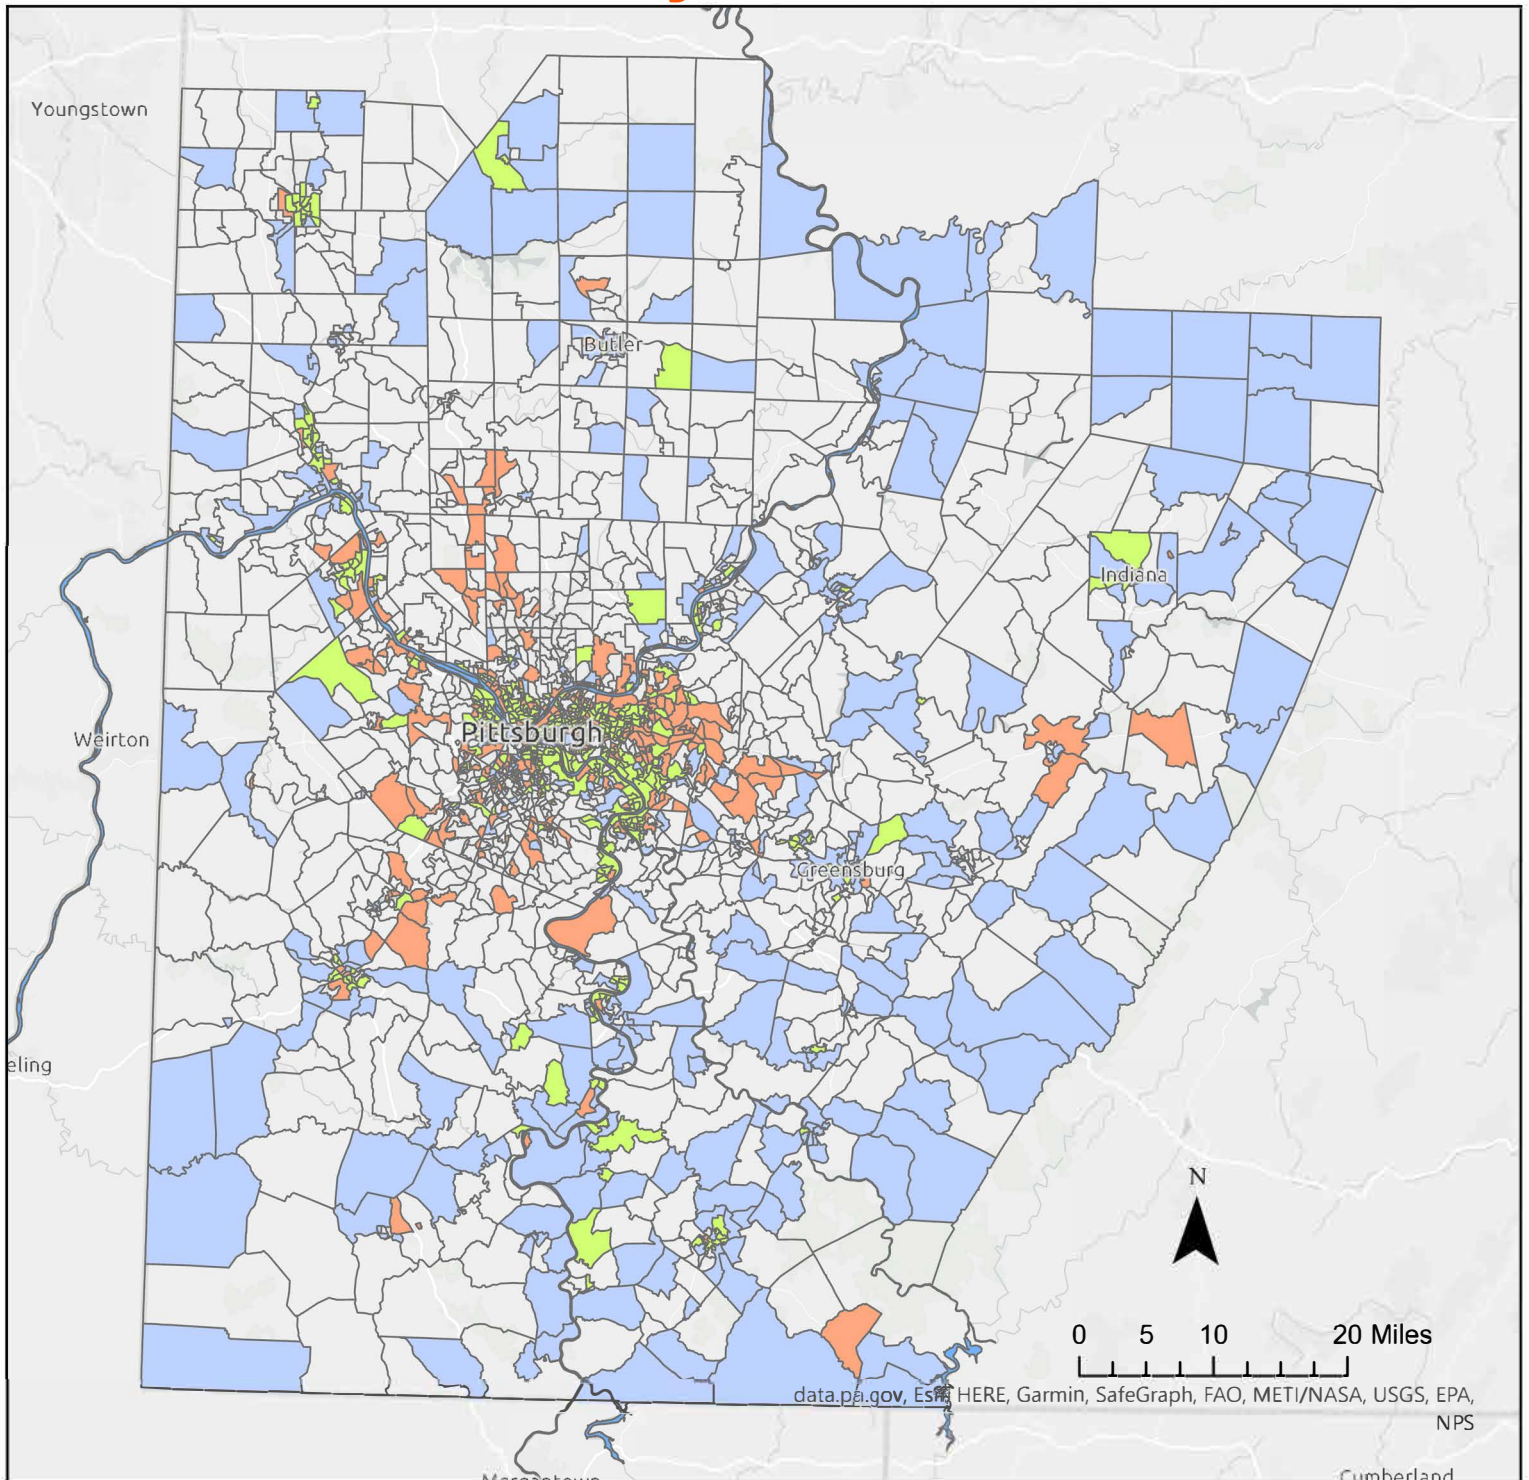 Youngstown
Butler
Indiana
Weirton
Pittsburgh
Greensburg
eling
N
0 5 10 20 Miles
data.pa.gov, Esri, HERE, Garmin, SafeGraph, FAO, METI/NASA, USGS, EPA,
NPS
Morgantown
Cumberland